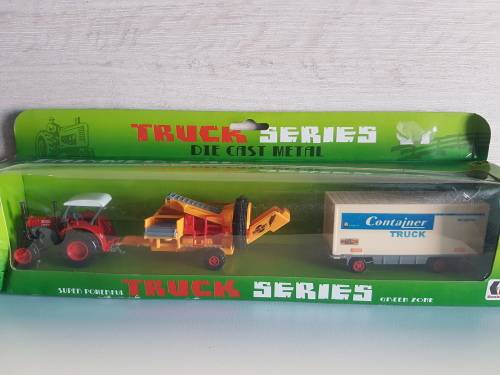 TRUCK SERIES
DIE CAST METAL
Container
TRUCK
SUPER POWERFUL TRUCK SERIES GREEN ZONE